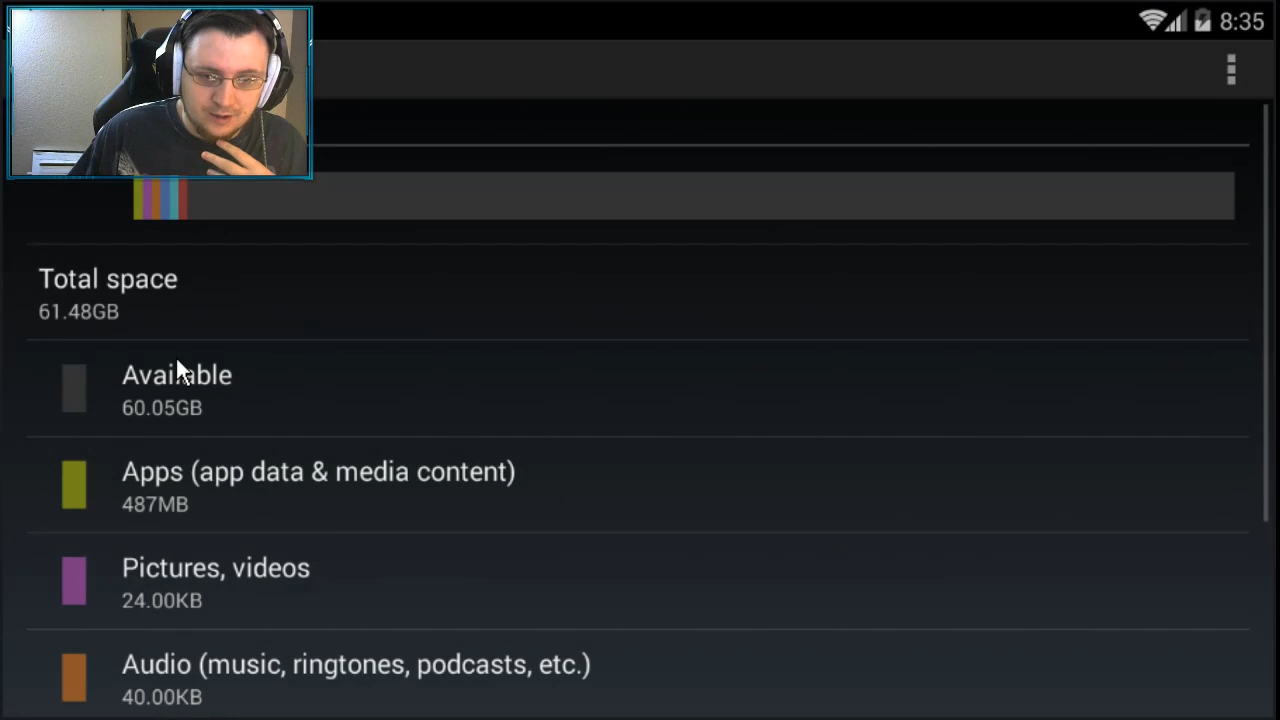 8:35
Total space
61.48GB
Available
60.05GB
Apps (app data & media content)
487MB
Pictures, videos
24.00KB
Audio (music, ringtones, podcasts, etc.)
40.00KB